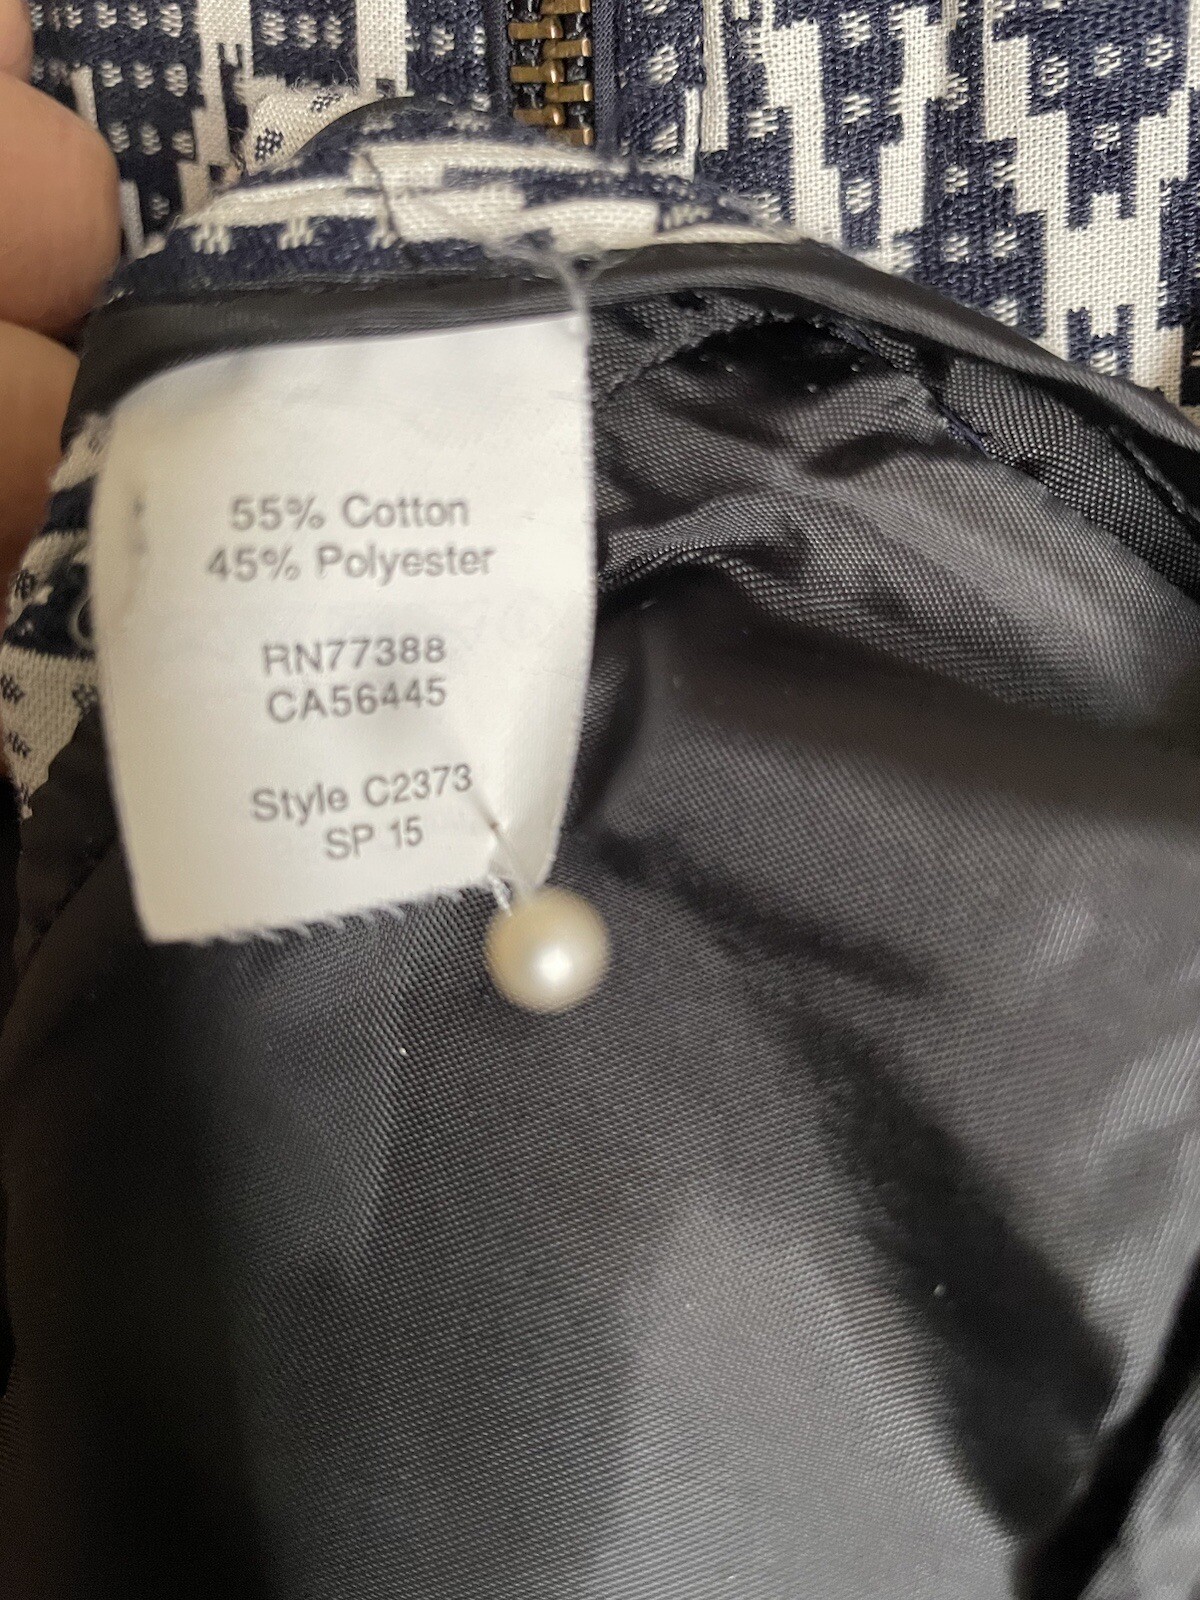 55% Cotton
45% Polyester
RN77388
CA56445
Style C2373
SP 15